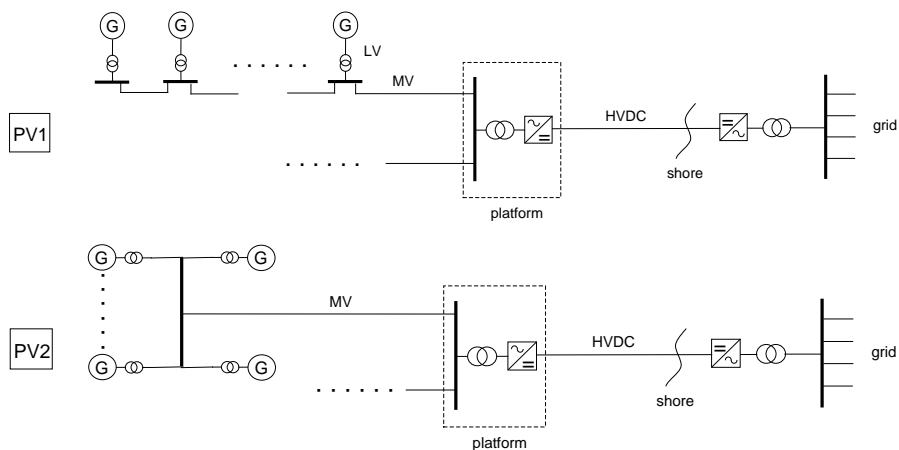 G G G
LV
MV
PV1
HVDC
grid
shore
platform
G G
MV
PV2
HVDC
grid
G G
shore
platform